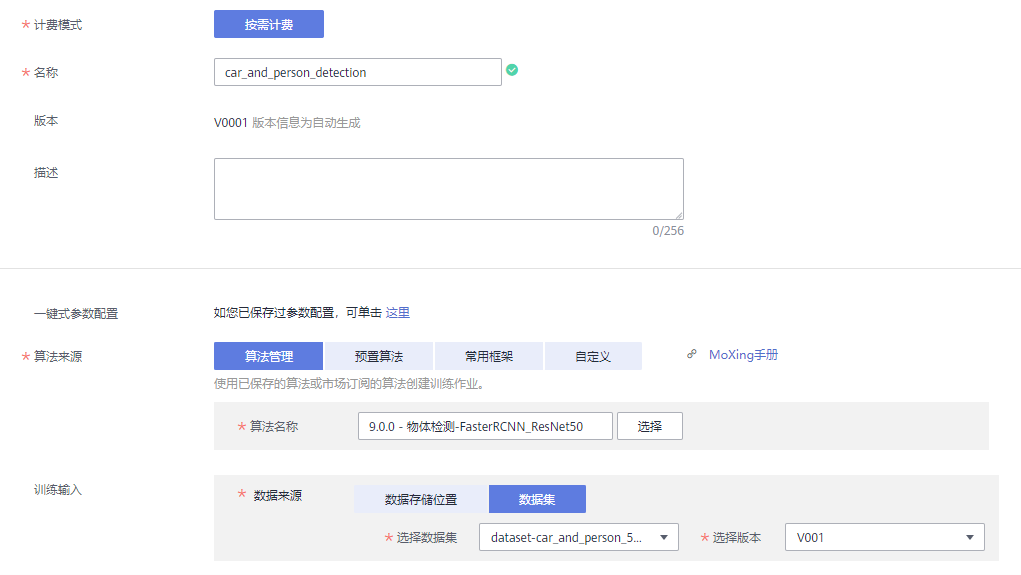 * 计费模式 按需计费
* 名称 car_and_person_detection
版本 V0001 版本信息为自动生成
描述
0/256
一键式参数配置 如您已保存过参数配置，可单击 这里
* 算法来源 算法管理 预置算法 常用框架 自定义 MoXing手册
使用已保存的算法或市场订阅的算法创建训练作业。
* 算法名称 9.0.0 - 物体检测-FasterRCNN_ResNet50 选择
训练输入 * 数据来源 数据存储位置 数据集
* 选择数据集 dataset-car_and_person_5... * 选择版本 V001